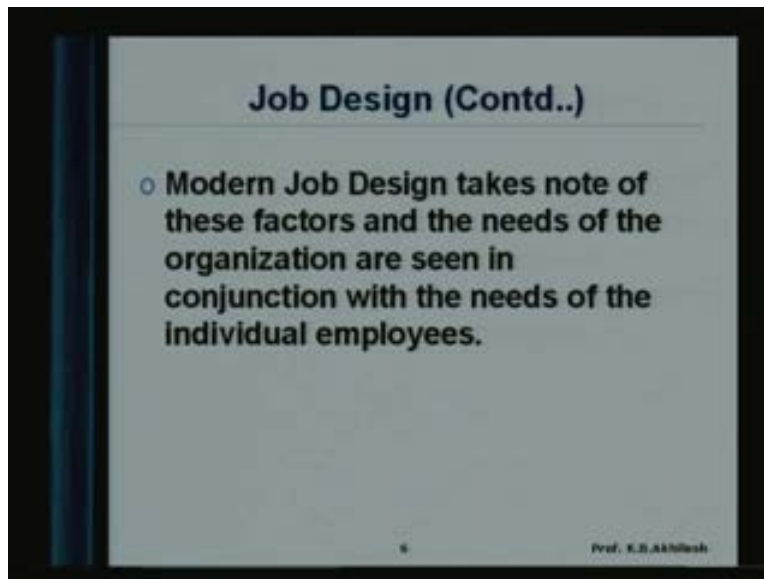 Job Design (Contd..)
o Modern Job Design takes note of
these factors and the needs of the
organization are seen in
conjunction with the needs of the
individual employees.
6
Prof. K.B.Akhilesh